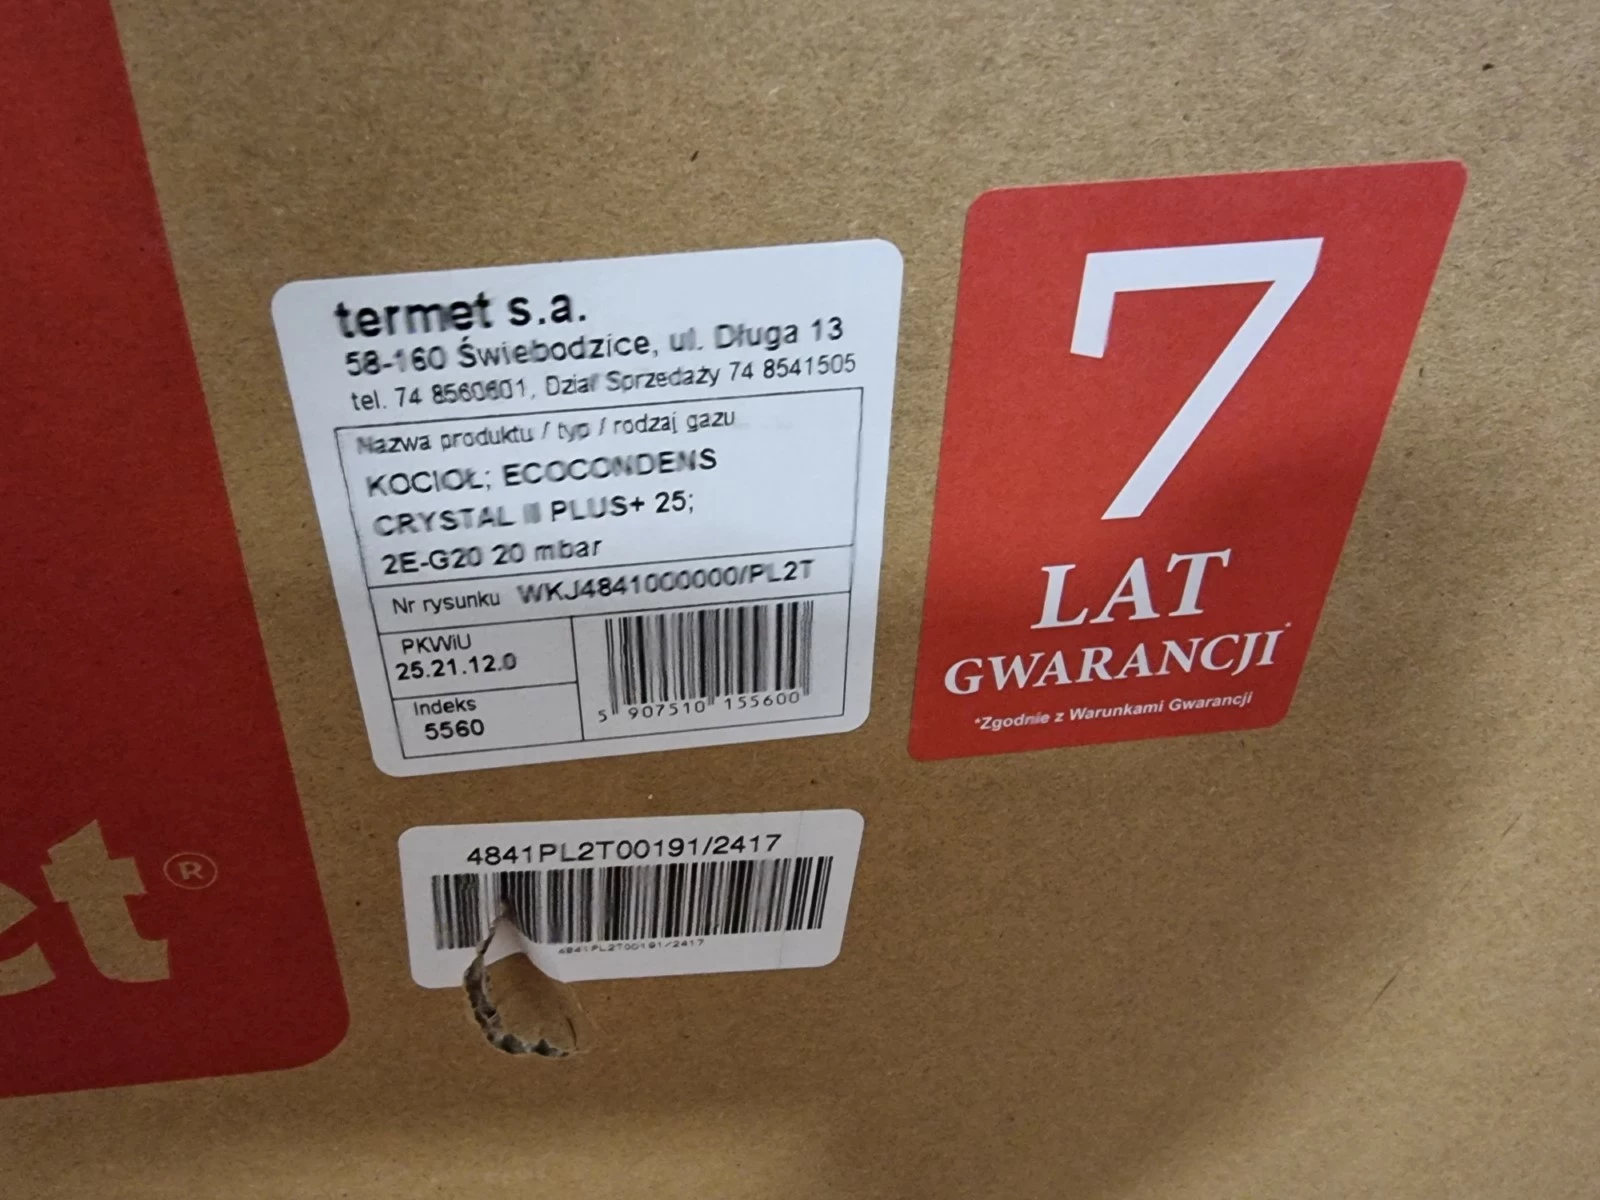 termet s.a.
58-160 Świebodzice, ul. Długa 13
tel. 74 8560601, Dział Sprzedaży 74 8541505
Nazwa produktu / typ / rodzaj gazu
KOCIOŁ; ECOCONDENS
CRYSTAL II PLUS+ 25;
2E-G20 20 mbar
Nr rysunku WKJ4841000000/PL2T
PKWiU
25.21.12.0
Indeks
5560
5 907510 155600
7
LAT
GWARANCJI*
*Zgodnie z Warunkami Gwarancji
4841PL2T00191/2417
4841PL2T00191/2417
et®